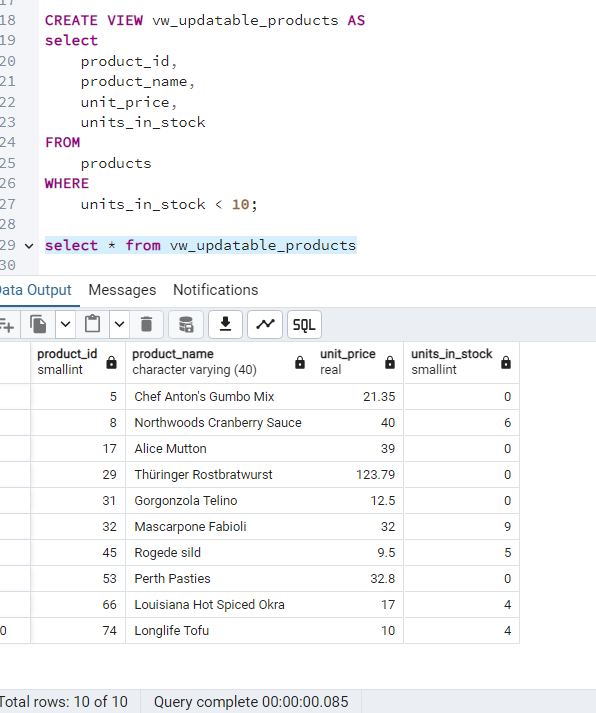 18 CREATE VIEW vw_updatable_products AS
19 select
20 product_id,
21 product_name,
22 unit_price,
23 units_in_stock
24 FROM
25 products
26 WHERE
27 units_in_stock < 10;
28
29 select * from vw_updatable_products
30
Data Output Messages Notifications
SQL
product_id product_name unit_price units_in_stock
smallint character varying (40) real smallint
5 Chef Anton's Gumbo Mix 21.35 0
8 Northwoods Cranberry Sauce 40 6
17 Alice Mutton 39 0
29 Thüringer Rostbratwurst 123.79 0
31 Gorgonzola Telino 12.5 0
32 Mascarpone Fabioli 32 9
45 Rogede sild 9.5 5
53 Perth Pasties 32.8 0
66 Louisiana Hot Spiced Okra 17 4
0 74 Longlife Tofu 10 4
Total rows: 10 of 10 Query complete 00:00:00.085